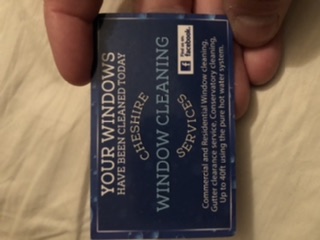 YOUR WINDOWS
HAVE BEEN CLEANED TODAY
CHESHIRE
WINDOW CLEANING
SERVICES
Find us on
facebook.
Commercial and Residential Window cleaning,
Gutter clearance service, Conservatory cleaning,
Up to 40ft using the pure hot water system.